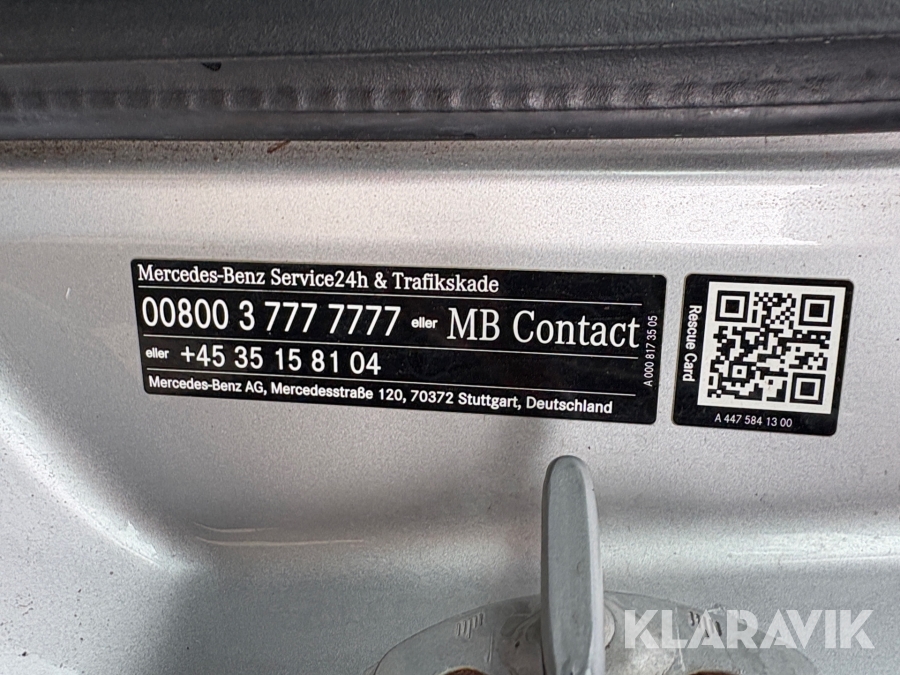 Mercedes-Benz Service24h & Trafikskade
00800 3 777 7777 eller MB Contact
eller +45 35 15 81 04
Mercedes-Benz AG, Mercedesstraße 120, 70372 Stuttgart, Deutschland
A 000 817 35 05
Rescue Card
A 447 584 13 00
KLARAVIK